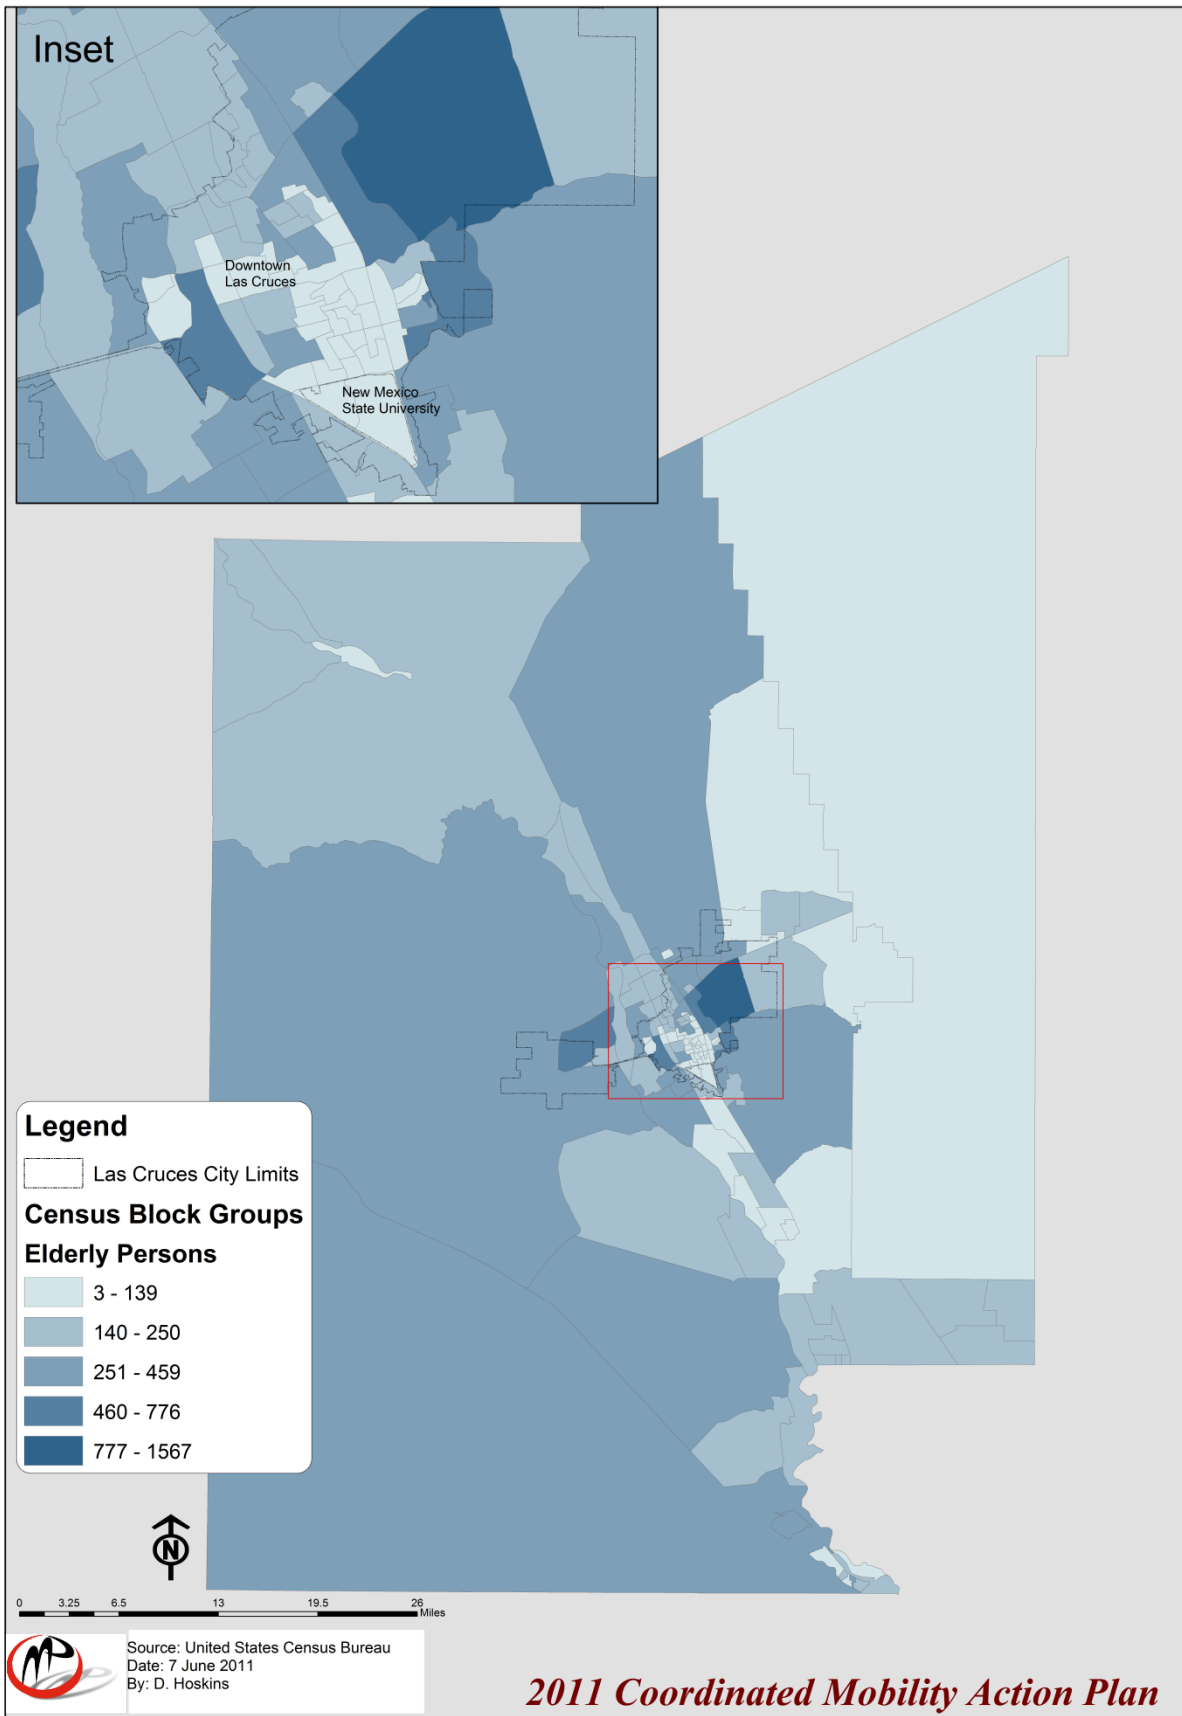 Inset
Downtown
Las Cruces
New Mexico
State University
Legend
Las Cruces City Limits
Census Block Groups
Elderly Persons
3 - 139
140 - 250
251 - 459
460 - 776
777 - 1567
N
0 3.25 6.5 13 19.5 26
Miles
Source: United States Census Bureau
Date: 7 June 2011
By: D. Hoskins
2011 Coordinated Mobility Action Plan